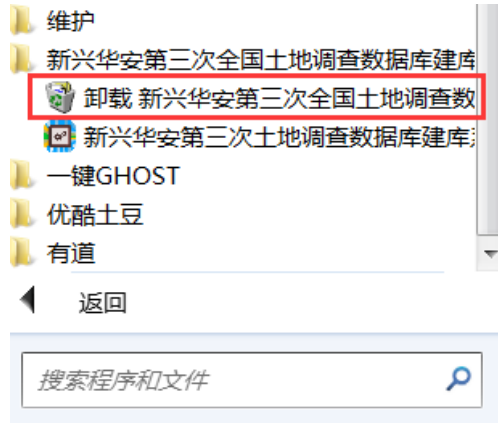 维护
新兴华安第三次全国土地调查数据库建库
卸载 新兴华安第三次全国土地调查数
新兴华安第三次土地调查数据库建库
一键GHOST
优酷土豆
有道
返回
搜索程序和文件